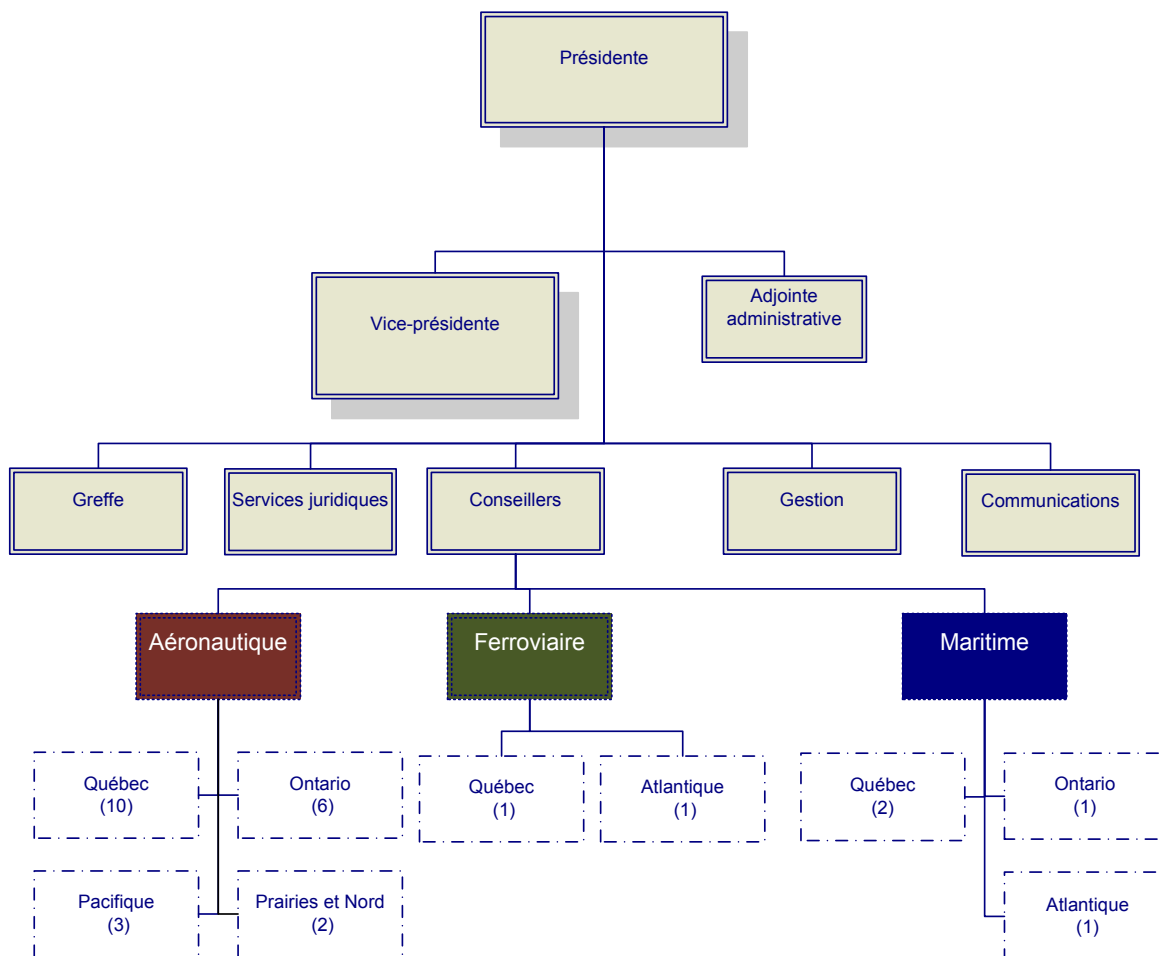 Présidente
Vice-présidente
Adjointe
administrative
Greffe
Services juridiques
Conseillers
Gestion
Communications
Aéronautique
Ferroviaire
Maritime
Québec
(10)
Ontario
(6)
Québec
(1)
Atlantique
(1)
Québec
(2)
Ontario
(1)
Pacifique
(3)
Prairies et Nord
(2)
Atlantique
(1)